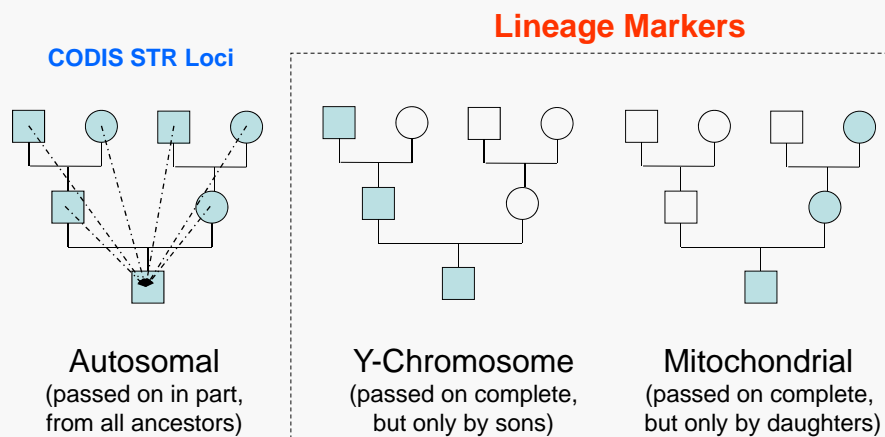 Lineage Markers
CODIS STR Loci
Autosomal
(passed on in part,
from all ancestors)
Y-Chromosome
(passed on complete,
but only by sons)
Mitochondrial
(passed on complete,
but only by daughters)